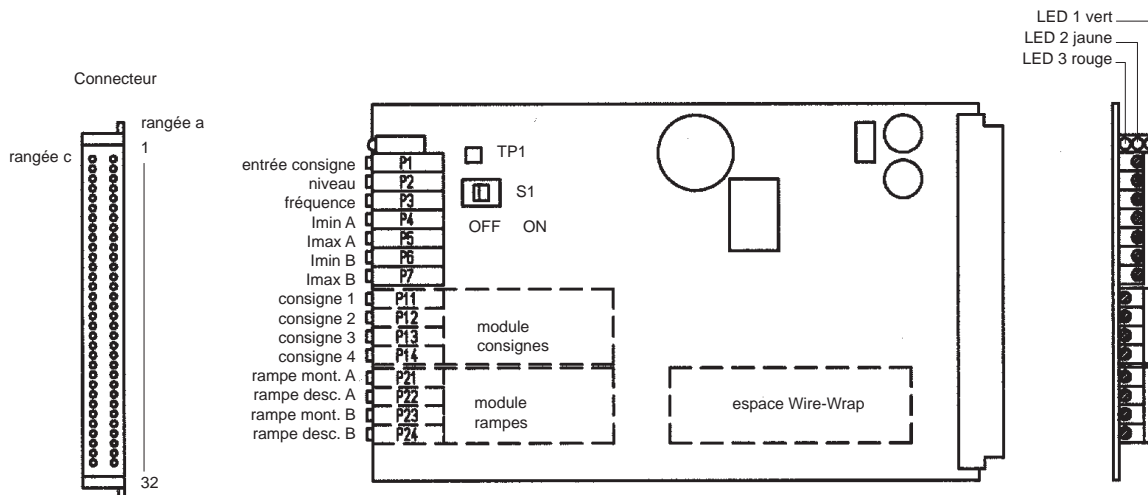 LED 1 vert
LED 2 jaune
LED 3 rouge
Connecteur
rangée a
rangée c
1
32
entrée consigne
niveau
fréquence
Imin A
Imax A
Imin B
Imax B
consigne 1
consigne 2
consigne 3
consigne 4
rampe mont. A
rampe desc. A
rampe mont. B
rampe desc. B
P1
P2
P3
P4
P5
P6
P7
P11
P12
P13
P14
P21
P22
P23
P24
TP1
S1
OFF ON
module
consignes
module
rampes
espace Wire-Wrap